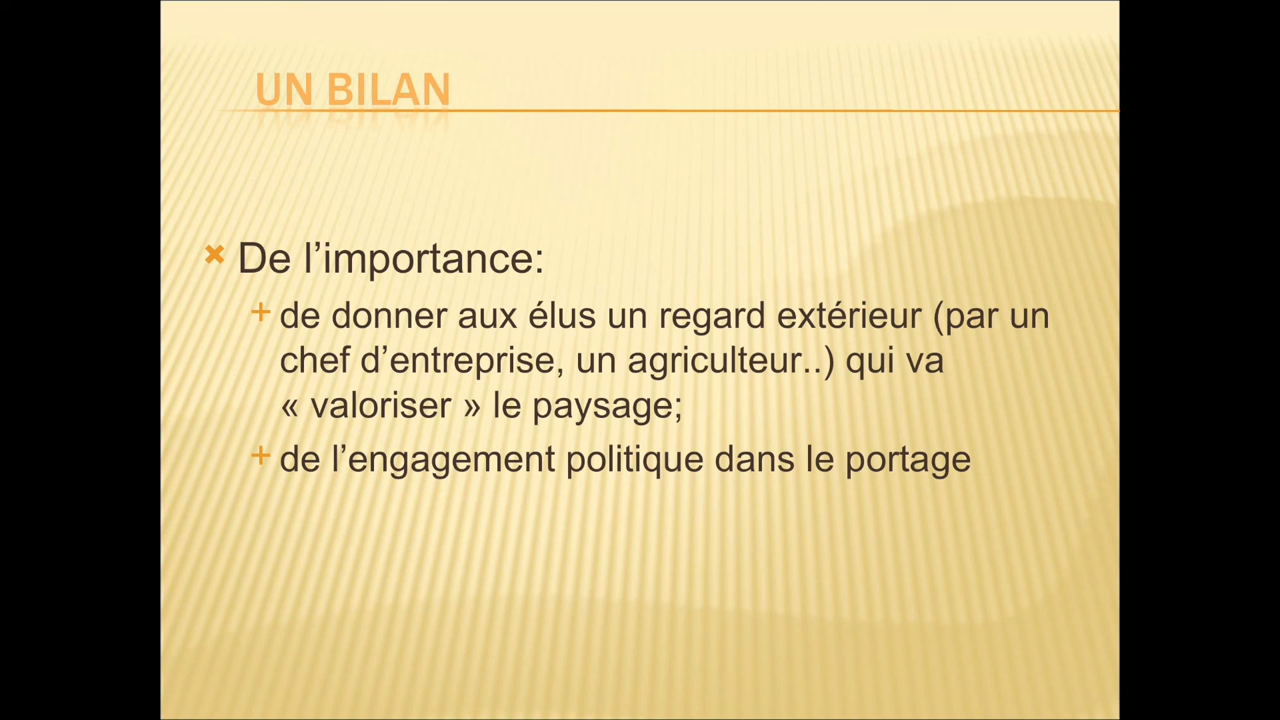 UN BILAN
De l’importance:
de donner aux élus un regard extérieur (par un
chef d’entreprise, un agriculteur..) qui va
« valoriser » le paysage;
de l’engagement politique dans le portage